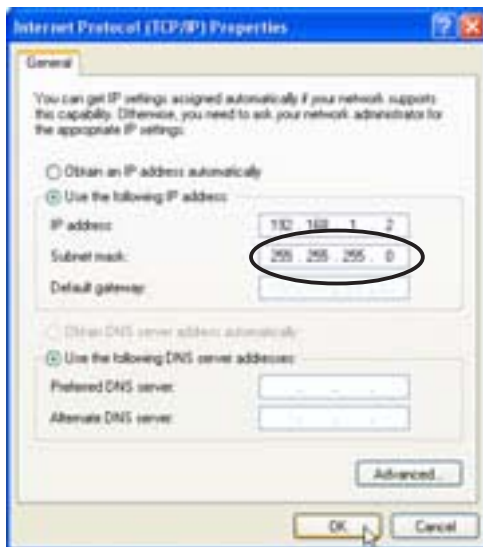 Internet Protocol (TCP/IP) Properties
General
You can get IP settings assigned automatically if your network supports
this capability. Otherwise, you need to ask your network administrator for
the appropriate IP settings.
Obtain an IP address automatically
Use the following IP address:
IP address: 192 . 168 . 1 . 2
Subnet mask: 255 . 255 . 255 . 0
Default gateway: . . .
Obtain DNS server address automatically
Use the following DNS server addresses:
Preferred DNS server: . . .
Alternate DNS server: . . .
Advanced...
OK Cancel